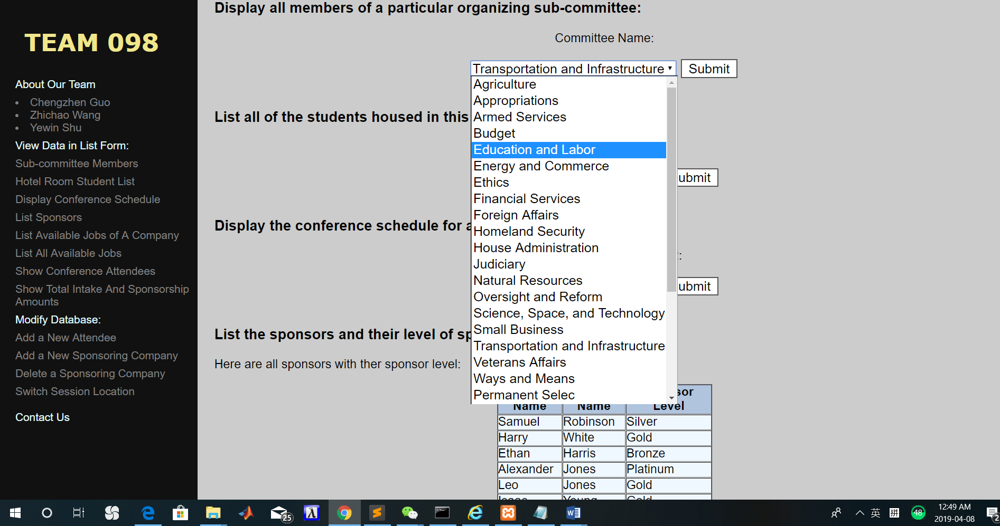 TEAM 098
About Our Team
Chengzhen Guo
Zhichao Wang
Yewin Shu
View Data in List Form:
Sub-committee Members
Hotel Room Student List
Display Conference Schedule
List Sponsors
List Available Jobs of A Company
List All Available Jobs
Show Conference Attendees
Show Total Intake And Sponsorship
Amounts
Modify Database:
Add a New Attendee
Add a New Sponsoring Company
Delete a Sponsoring Company
Switch Session Location
Contact Us
Display all members of a particular organizing sub-committee:
Committee Name:
Transportation and Infrastructure Submit
Agriculture
Appropriations
Armed Services
Budget
Education and Labor
Energy and Commerce
Ethics
Financial Services
Foreign Affairs
Homeland Security
House Administration
Judiciary
Natural Resources
Oversight and Reform
Science, Space, and Technology
Small Business
Transportation and Infrastructure
Veterans Affairs
Ways and Means
Permanent Selec
List all of the students housed in this
ubmit
Display the conference schedule for a
ubmit
List the sponsors and their level of sp
Here are all sponsors with ther sponsor level:
sor
Name Name Level
Samuel Robinson Silver
Harry White Gold
Ethan Harris Bronze
Alexander Jones Platinum
Leo Jones Gold
Isaac Young Gold
25
英 拼 48
12:49 AM
2019-04-08
2